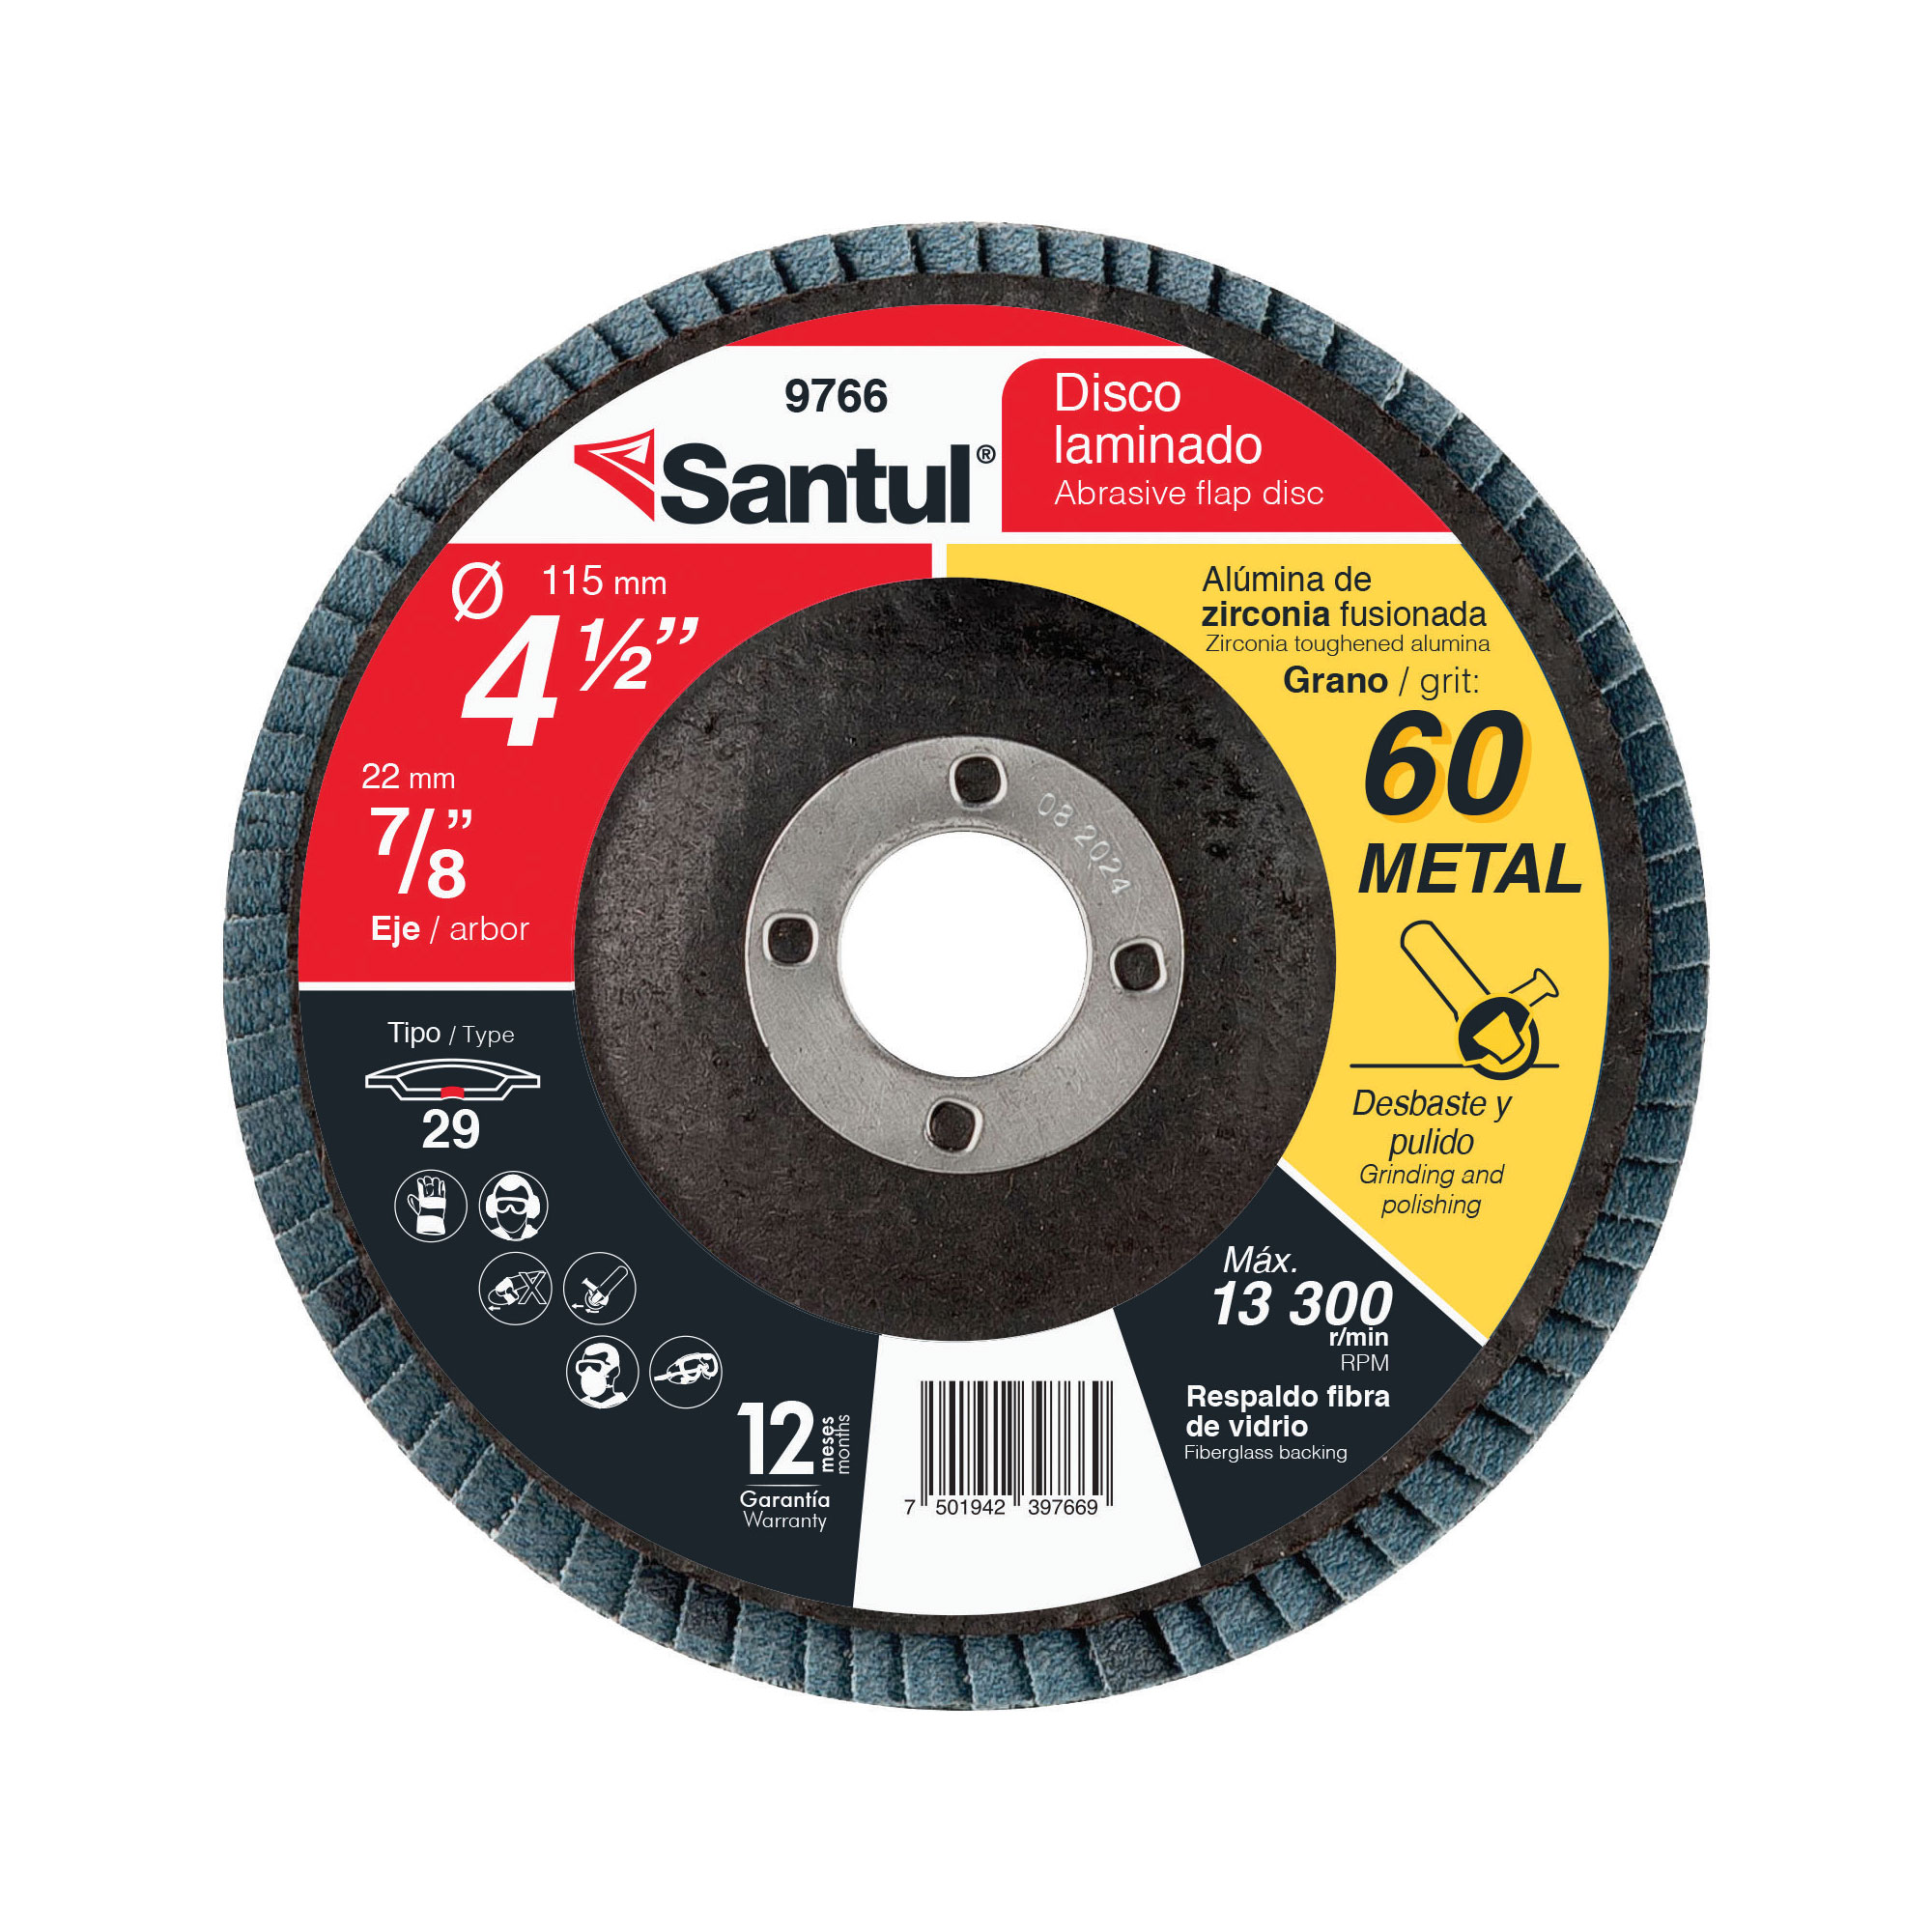 9766
Santul®
Disco
laminado
Abrasive flap disc
Ø 115 mm
4 ½”
22 mm
7/8”
Eje / arbor
Alúmina de
zirconia fusionada
Zirconia toughened alumina
Grano / grit:
60
METAL
Desbaste y
pulido
Grinding and
polishing
08 2024
Tipo / Type
29
Máx.
13 300
r/min
RPM
Respaldo fibra
de vidrio
Fiberglass backing
12 meses
months
Garantía
Warranty
7 501942 397669